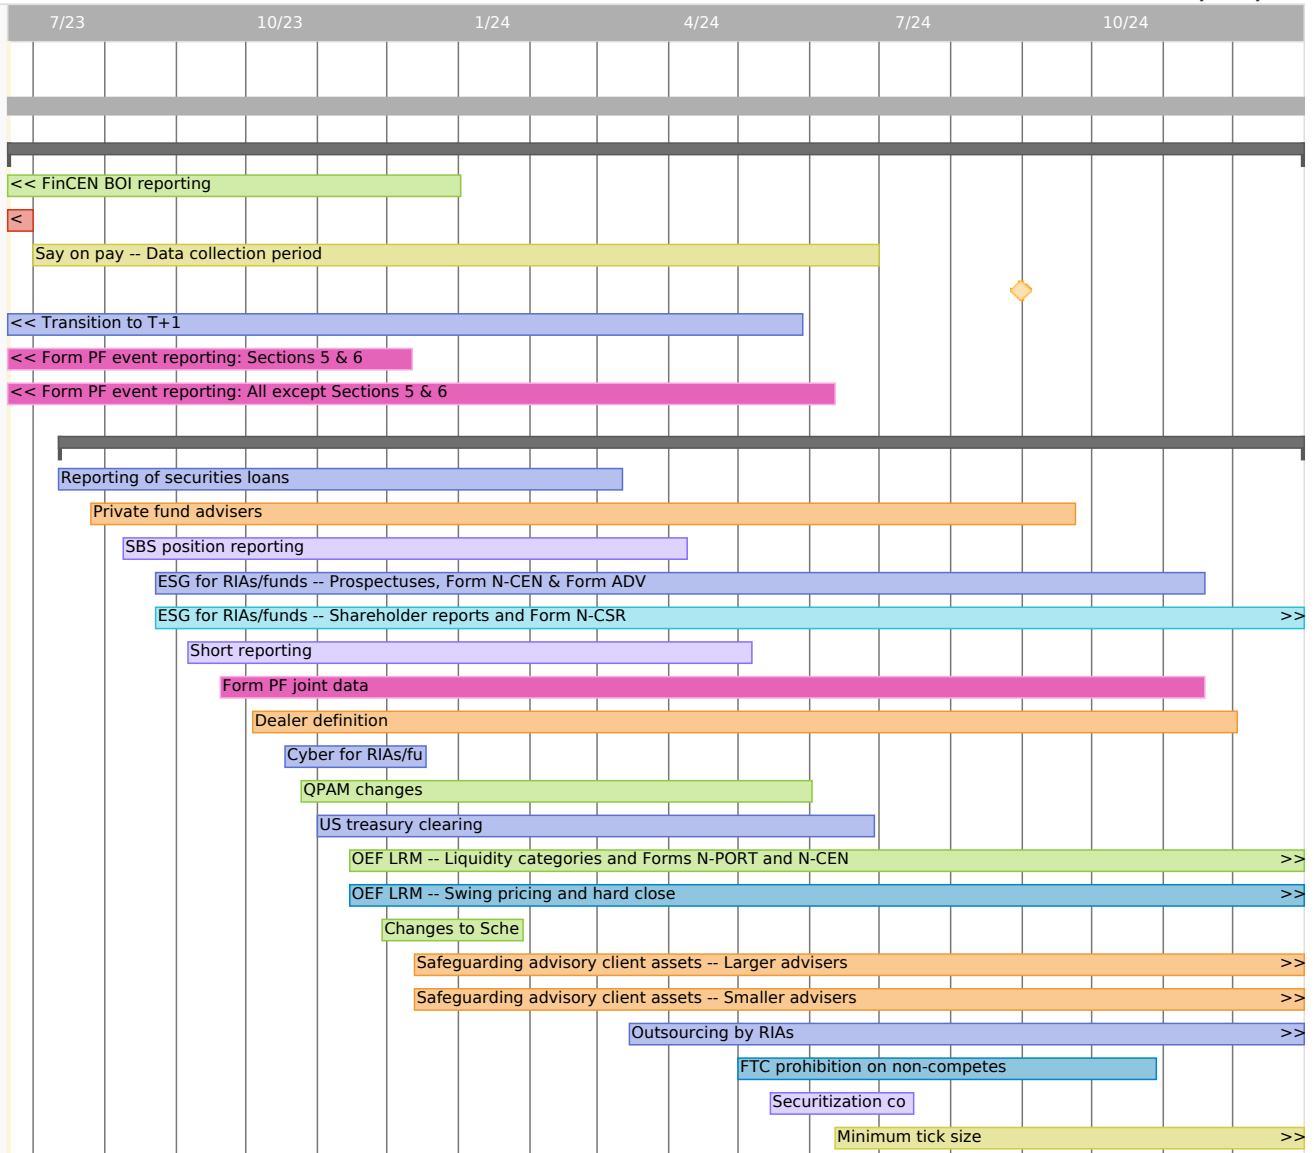 7/23 10/23 1/24 4/24 7/24 10/24
<< FinCEN BOI reporting
<
Say on pay -- Data collection period
<< Transition to T+1
<< Form PF event reporting: Sections 5 & 6
<< Form PF event reporting: All except Sections 5 & 6
Reporting of securities loans
Private fund advisers
SBS position reporting
ESG for RIAs/funds -- Prospectuses, Form N-CEN & Form ADV
ESG for RIAs/funds -- Shareholder reports and Form N-CSR >>
Short reporting
Form PF joint data
Dealer definition
Cyber for RIAs/fu
QPAM changes
US treasury clearing
OEF LRM -- Liquidity categories and Forms N-PORT and N-CEN >>
OEF LRM -- Swing pricing and hard close >>
Changes to Sche
Safeguarding advisory client assets -- Larger advisers >>
Safeguarding advisory client assets -- Smaller advisers >>
Outsourcing by RIAs >>
FTC prohibition on non-competes
Securitization co
Minimum tick size >>